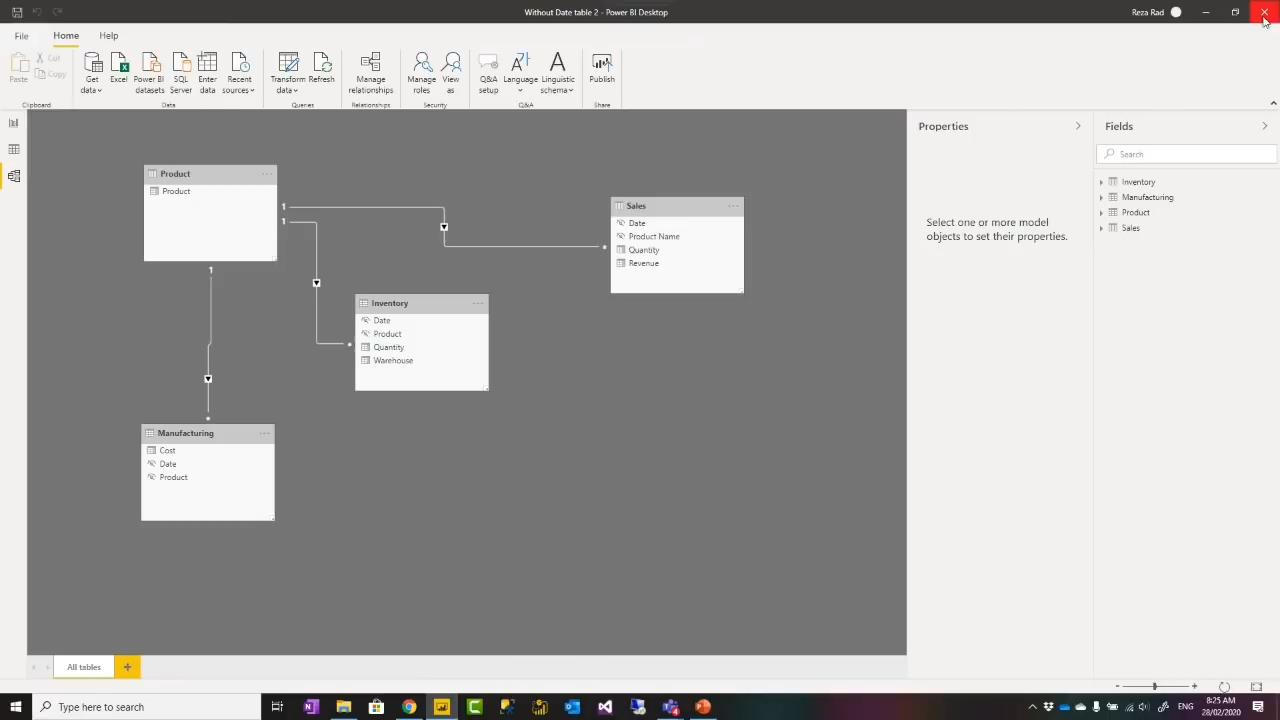 Without Date table 2 - Power BI Desktop
Reza Rad
File
Home
Help
Paste
Cut
Copy
Clipboard
Get data
Excel
Power BI datasets
SQL Server
Enter data
Recent sources
Data
Transform data
Refresh
Queries
Manage relationships
Relationships
Manage roles
View as
Security
Q&A setup
Language
Linguistic schema
Q&A
Publish
Share
Product
Product
1
1
1
Sales
Date
Product Name
Quantity
Revenue
*
Inventory
Date
Product
Quantity
Warehouse
*
*
Manufacturing
Cost
Date
Product
Properties
Select one or more model
objects to set their properties.
Fields
Search
Inventory
Manufacturing
Product
Sales
All tables
+
- +
Type here to search
ENG
8:25 AM
28/02/2020